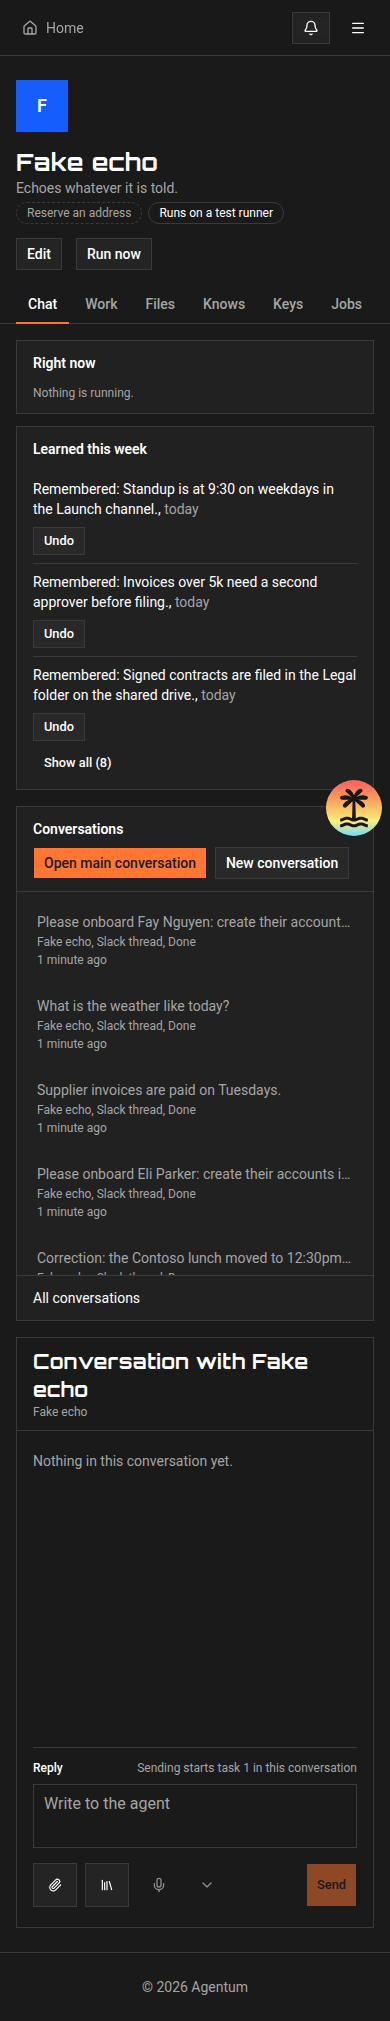 Home
F
Fake echo
Echoes whatever it is told.
Reserve an address
Runs on a test runner
Edit
Run now
Chat
Work
Files
Knows
Keys
Jobs
Right now
Nothing is running.
Learned this week
Remembered: Standup is at 9:30 on weekdays in
the Launch channel., today
Undo
Remembered: Invoices over 5k need a second
approver before filing., today
Undo
Remembered: Signed contracts are filed in the Legal
folder on the shared drive., today
Undo
Show all (8)
Conversations
Open main conversation
New conversation
Please onboard Fay Nguyen: create their account...
Fake echo, Slack thread, Done
1 minute ago
What is the weather like today?
Fake echo, Slack thread, Done
1 minute ago
Supplier invoices are paid on Tuesdays.
Fake echo, Slack thread, Done
1 minute ago
Please onboard Eli Parker: create their accounts i...
Fake echo, Slack thread, Done
1 minute ago
Correction: the Contoso lunch moved to 12:30pm...
All conversations
Conversation with Fake
echo
Fake echo
Nothing in this conversation yet.
Reply
Sending starts task 1 in this conversation
Write to the agent
Send
© 2026 Agentum